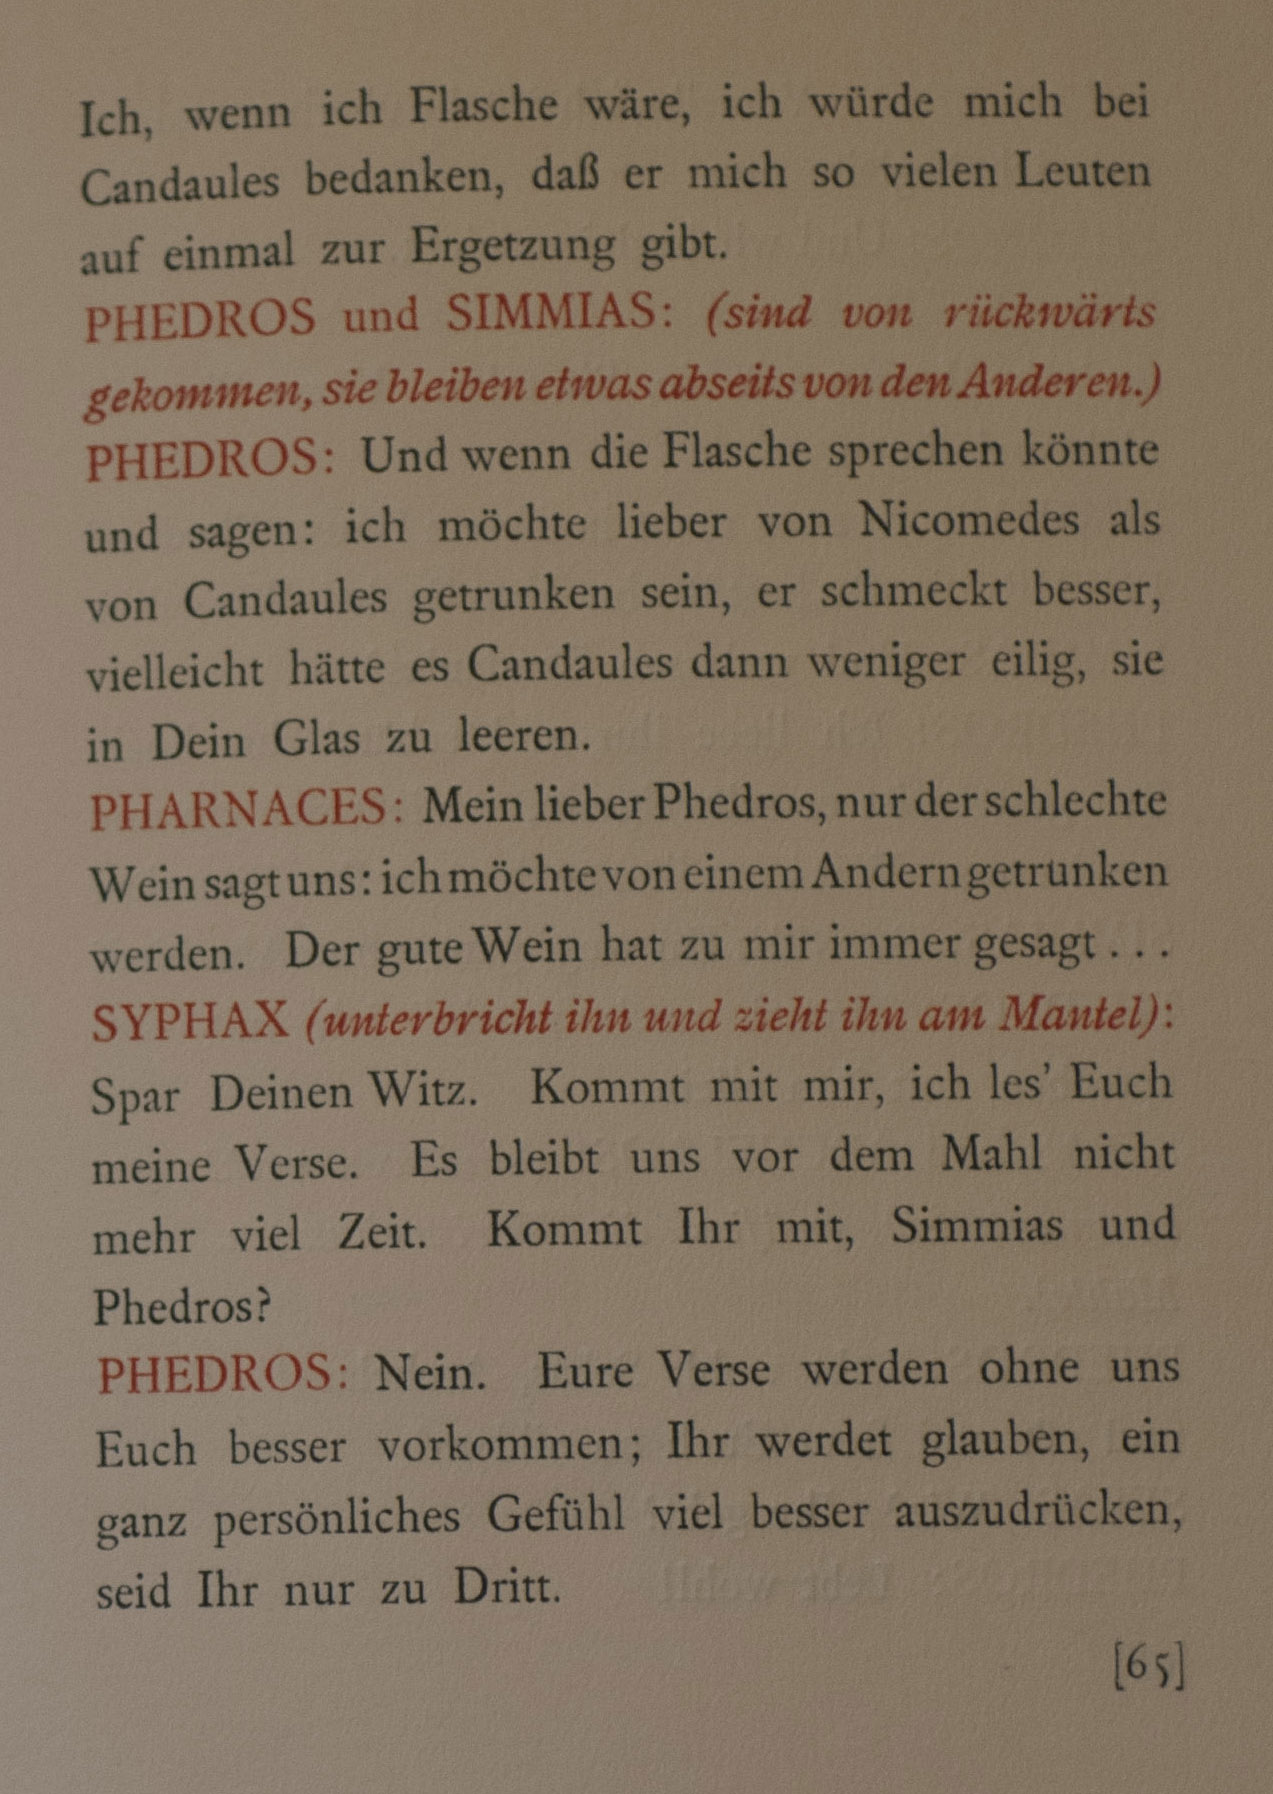 Ich, wenn ich Flasche wäre, ich würde mich bei
Candaules bedanken, daß er mich so vielen Leuten
auf einmal zur Ergetzung gibt.
PHEDROS und SIMMIAS: (sind von rückwärts
gekommen, sie bleiben etwas abseits von den Anderen.)
PHEDROS: Und wenn die Flasche sprechen könnte
und sagen: ich möchte lieber von Nicomedes als
von Candaules getrunken sein, er schmeckt besser,
vielleicht hätte es Candaules dann weniger eilig, sie
in Dein Glas zu leeren.
PHARNACES: Mein lieber Phedros, nur der schlechte
Wein sagt uns: ich möchte von einem Andern getrunken
werden. Der gute Wein hat zu mir immer gesagt . . .
SYPHAX (unterbricht ihn und zieht ihn am Mantel):
Spar Deinen Witz. Kommt mit mir, ich les’ Euch
meine Verse. Es bleibt uns vor dem Mahl nicht
mehr viel Zeit. Kommt Ihr mit, Simmias und
Phedros?
PHEDROS: Nein. Eure Verse werden ohne uns
Euch besser vorkommen; Ihr werdet glauben, ein
ganz persönliches Gefühl viel besser auszudrücken,
seid Ihr nur zu Dritt.
[65]